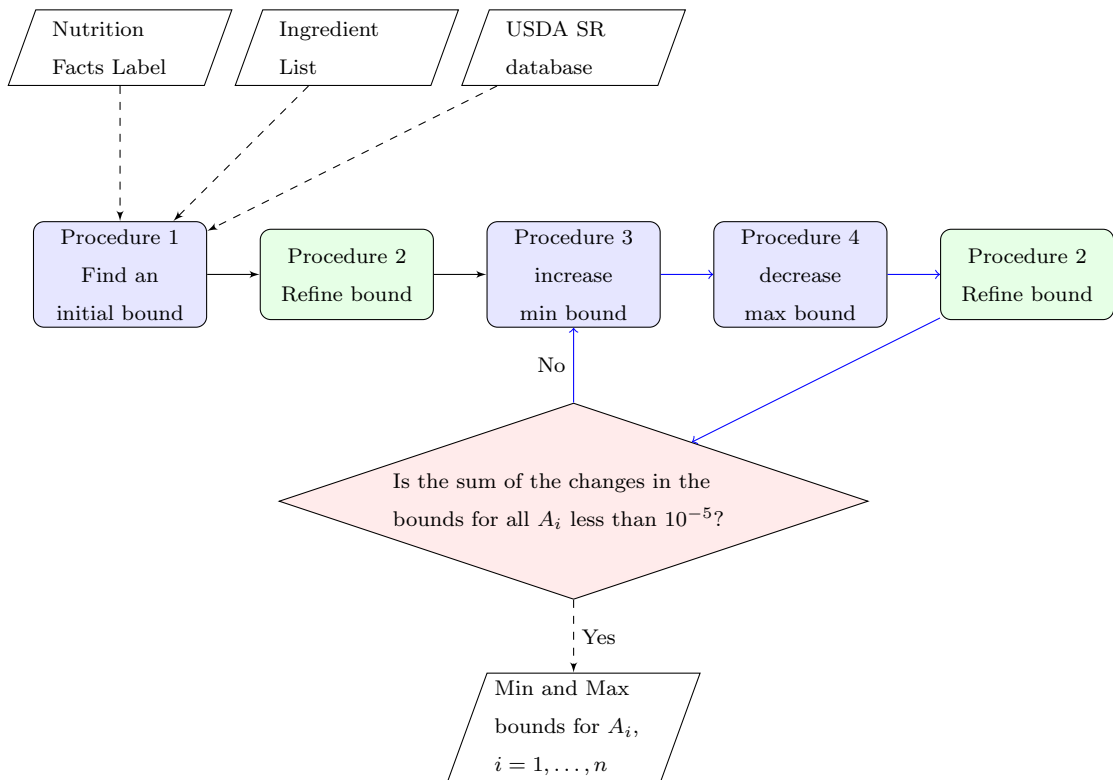 Nutrition
Facts Label
Ingredient
List
USDA SR
database
Procedure 1
Find an
initial bound
Procedure 2
Refine bound
Procedure 3
increase
min bound
Procedure 4
decrease
max bound
Procedure 2
Refine bound
No
Is the sum of the changes in the
bounds for all $A_i$ less than $10^{-5}$?
Yes
Min and Max
bounds for $A_i$,
$i = 1, \ldots, n$